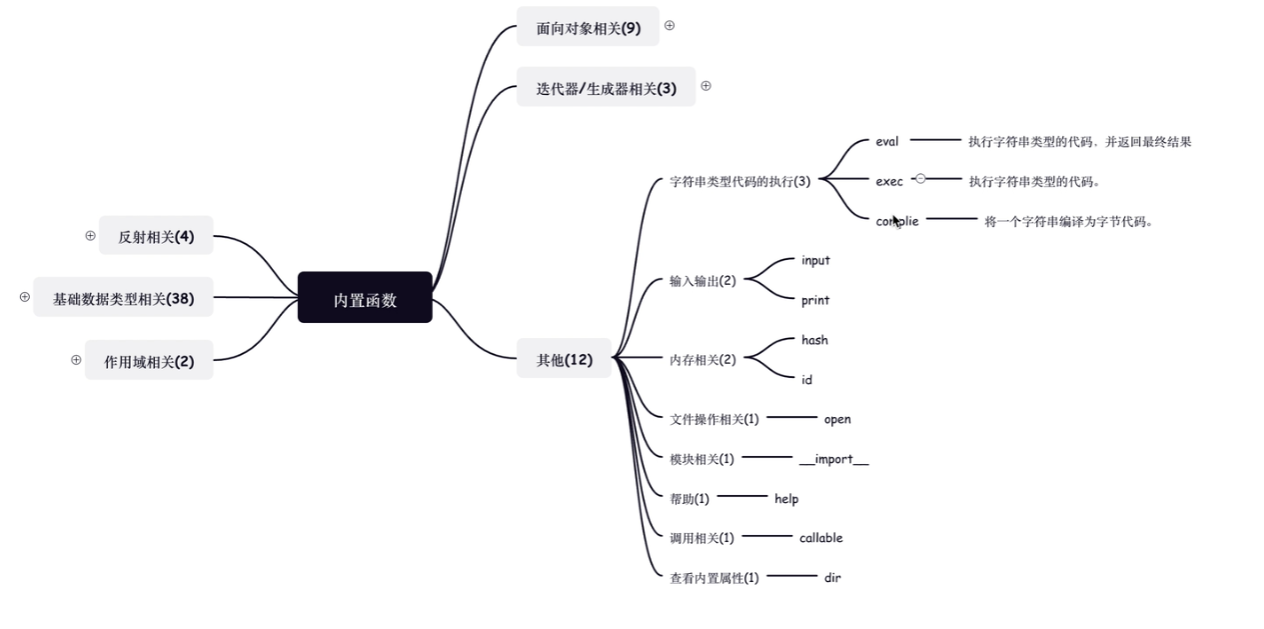 面向对象相关(9)
迭代器/生成器相关(3)
eval 执行字符串类型的代码，并返回最终结果
字符串类型代码的执行(3) exec 执行字符串类型的代码。
complie 将一个字符串编译为字节代码。
反射相关(4)
基础数据类型相关(38)
作用域相关(2)
内置函数
其他(12)
输入输出(2)
input
print
内存相关(2)
hash
id
文件操作相关(1) open
模块相关(1) __import__
帮助(1) help
调用相关(1) callable
查看内置属性(1) dir